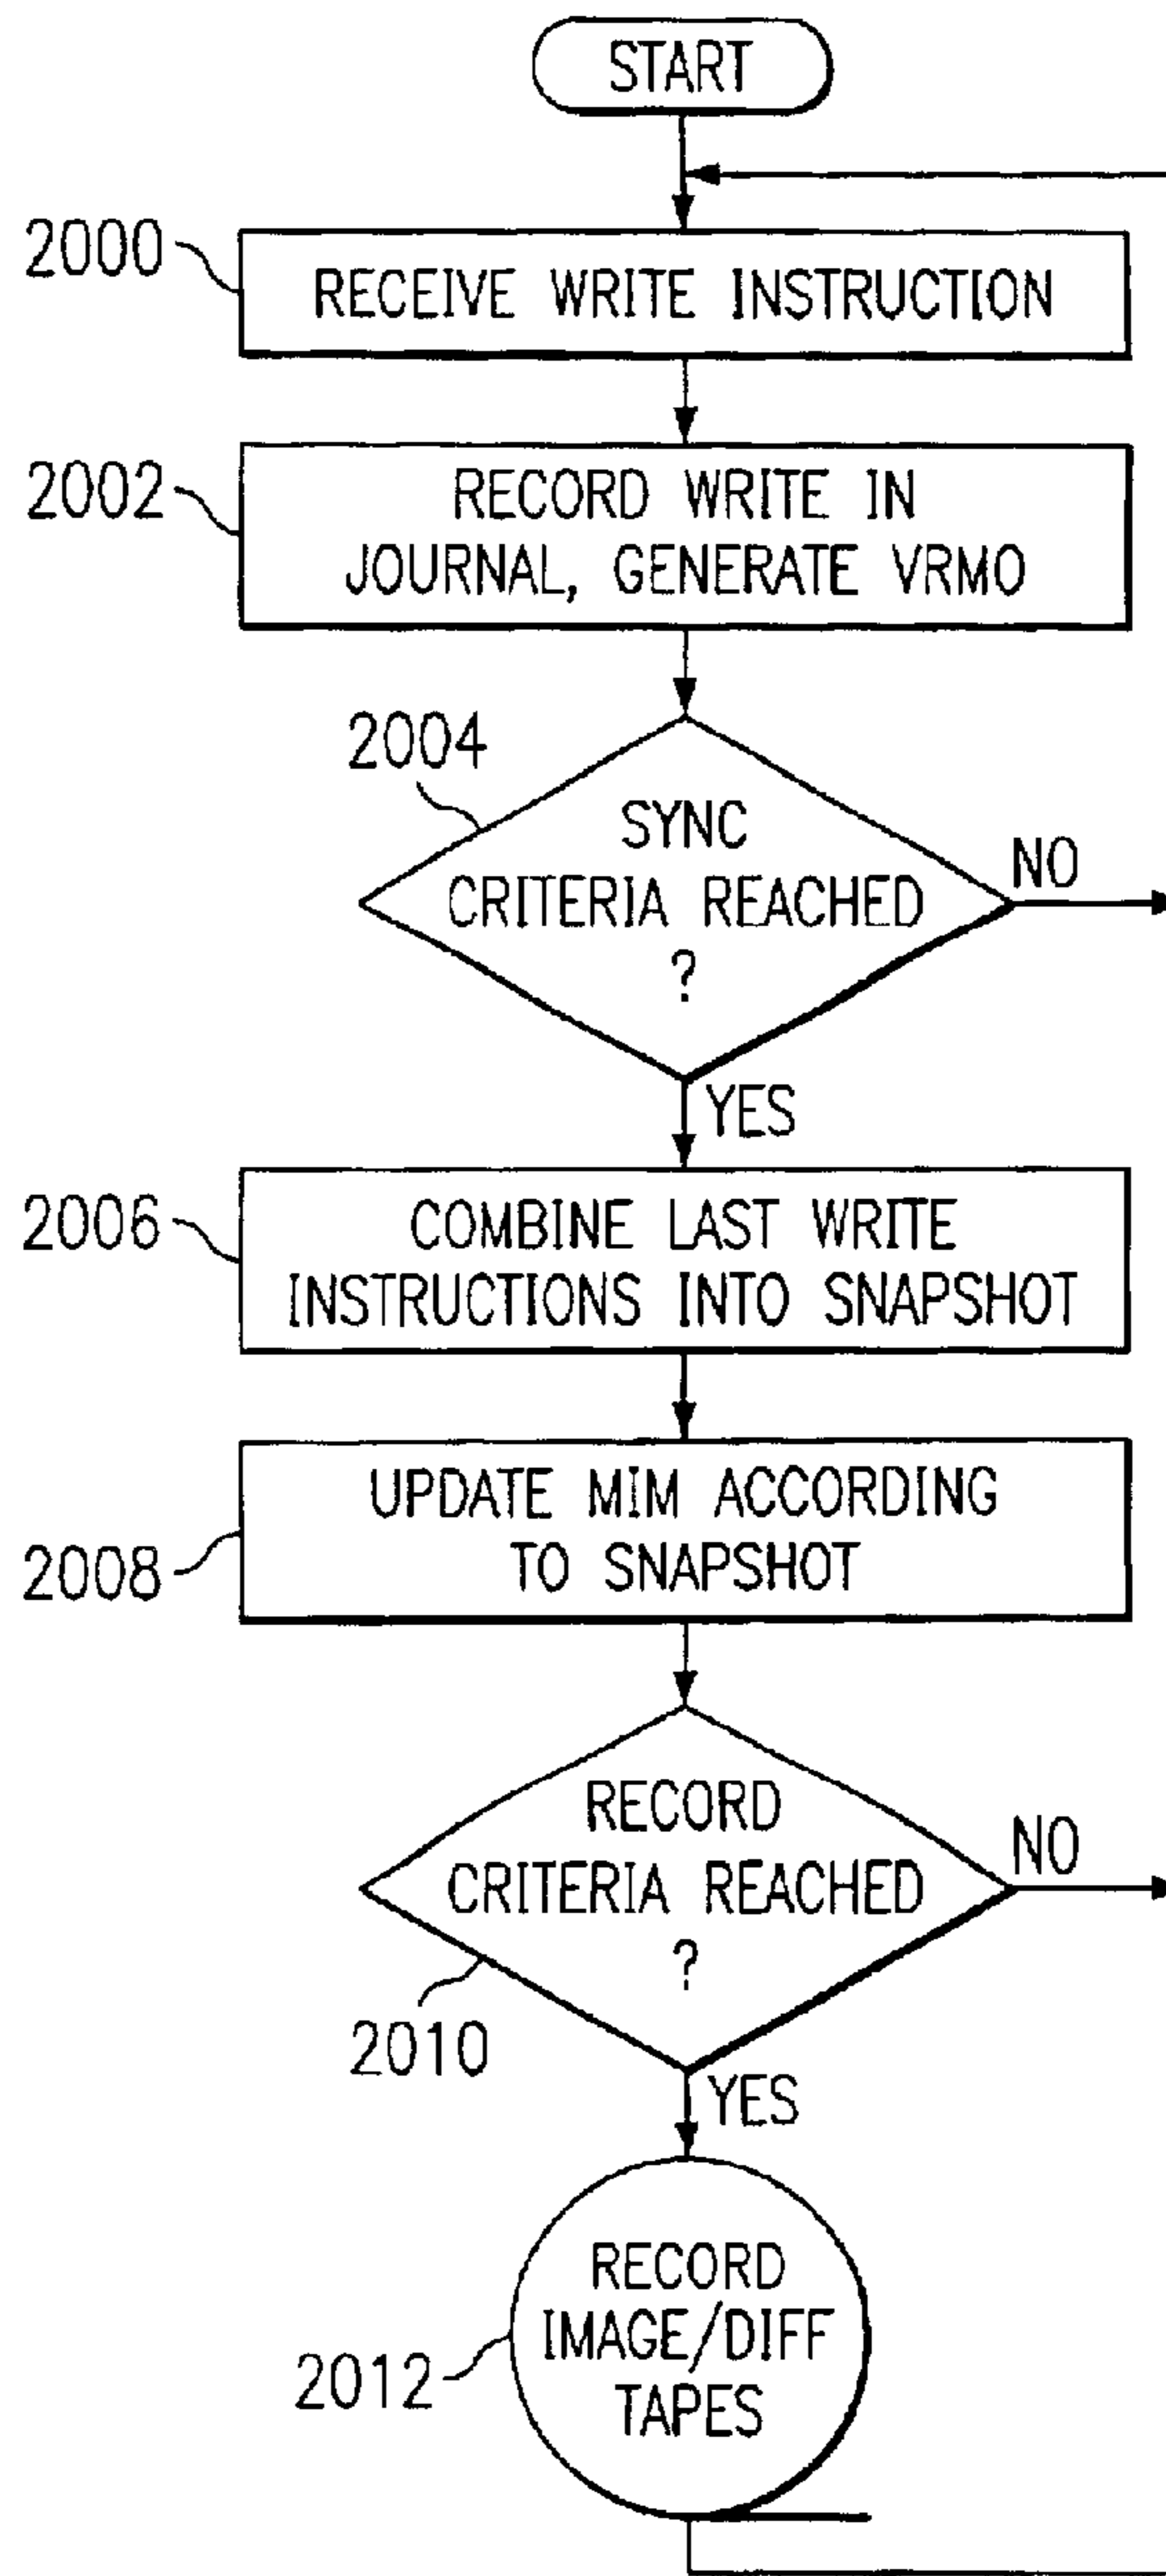 START
2000
RECEIVE WRITE INSTRUCTION
2002
RECORD WRITE IN
JOURNAL, GENERATE VRMO
2004
SYNC
CRITERIA REACHED
?
NO
YES
2006
COMBINE LAST WRITE
INSTRUCTIONS INTO SNAPSHOT
2008
UPDATE MIM ACCORDING
TO SNAPSHOT
RECORD
CRITERIA REACHED
?
NO
2010
YES
2012
RECORD
IMAGE/DIFF
TAPES